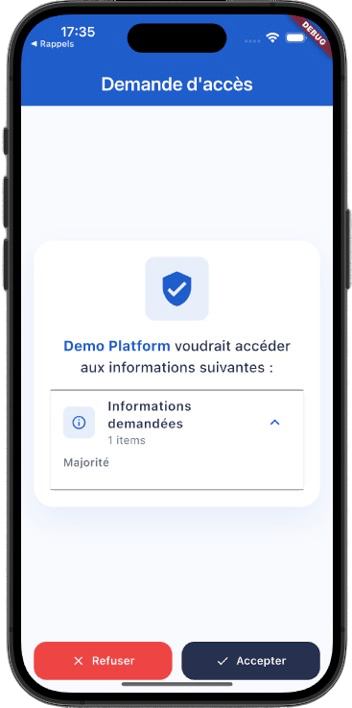 17:35
◀ Rappels
DEBUG
Demande d'accès
Demo Platform voudrait accéder
aux informations suivantes :
Informations
demandées
1 items
Majorité
Refuser
Accepter